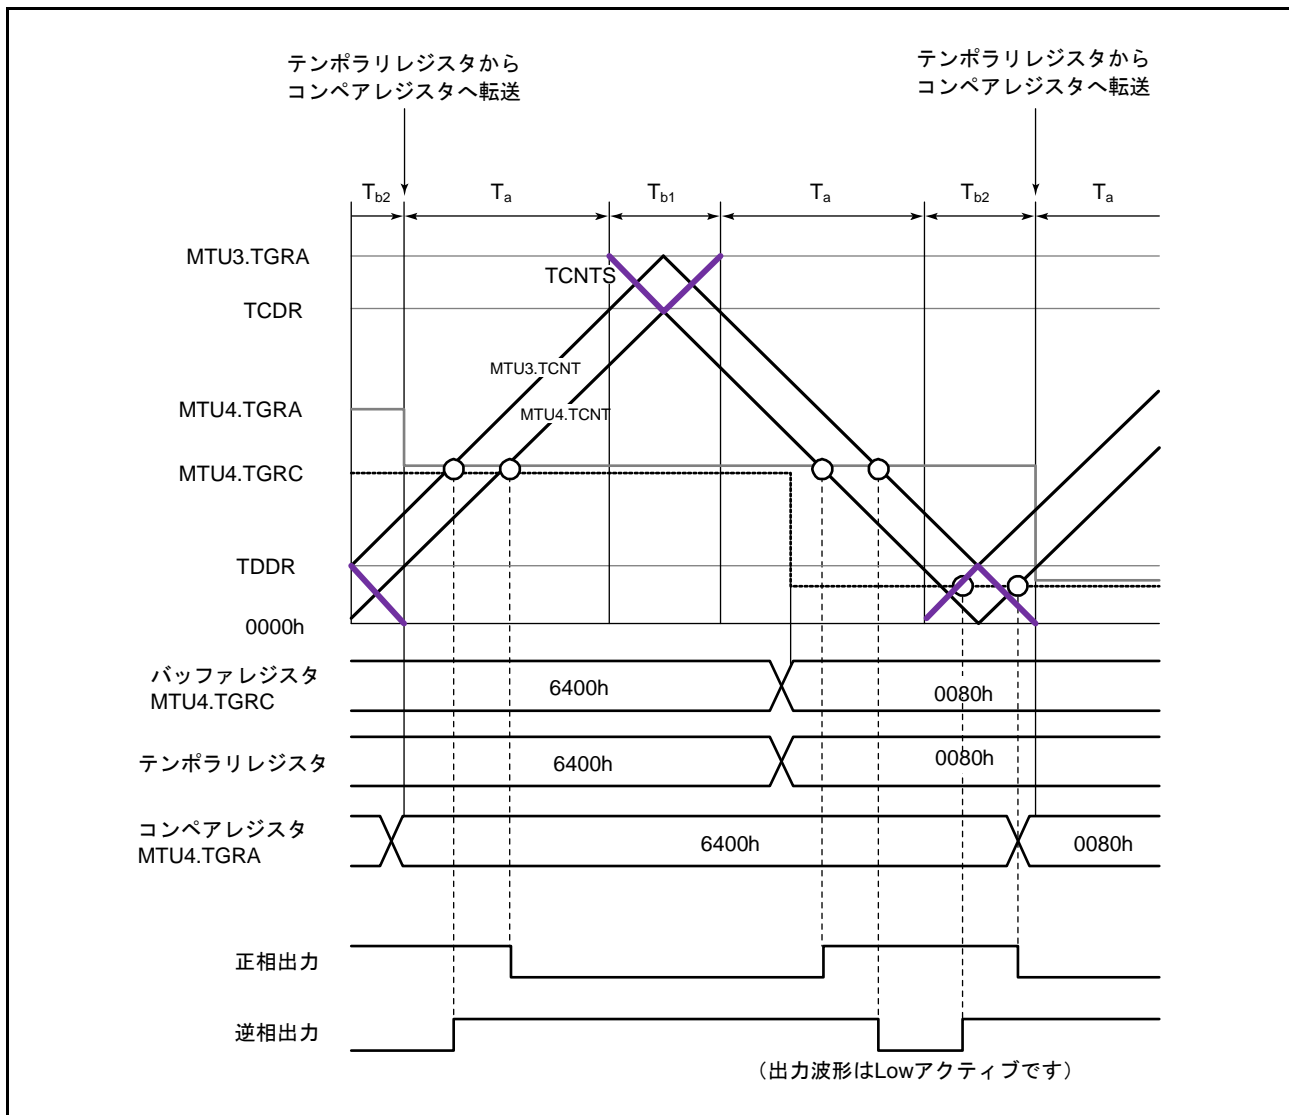 テンポラリレジスタから
コンペアレジスタへ転送
テンポラリレジスタから
コンペアレジスタへ転送
Tb2
Ta
Tb1
Ta
Tb2
Ta
MTU3.TGRA
TCNTS
TCDR
MTU3.TCNT
MTU4.TGRA
MTU4.TCNT
MTU4.TGRC
TDDR
0000h
バッファレジスタ
MTU4.TGRC
6400h
0080h
テンポラリレジスタ
6400h
0080h
コンペアレジスタ
MTU4.TGRA
6400h
0080h
正相出力
逆相出力
（出力波形はLowアクティブです）